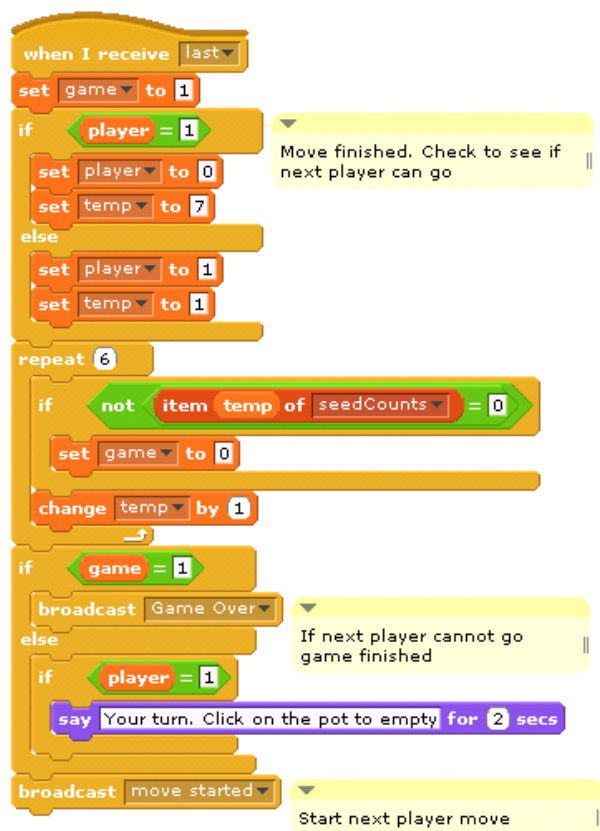 when I receive last
set game to 1
if player = 1
Move finished. Check to see if
next player can go
set player to 0
set temp to 7
else
set player to 1
set temp to 1
repeat 6
if not item temp of seedCounts = 0
set game to 0
change temp by 1
if game = 1
broadcast Game Over
If next player cannot go
game finished
else
if player = 1
say Your turn. Click on the pot to empty for 2 secs
broadcast move started
Start next player move